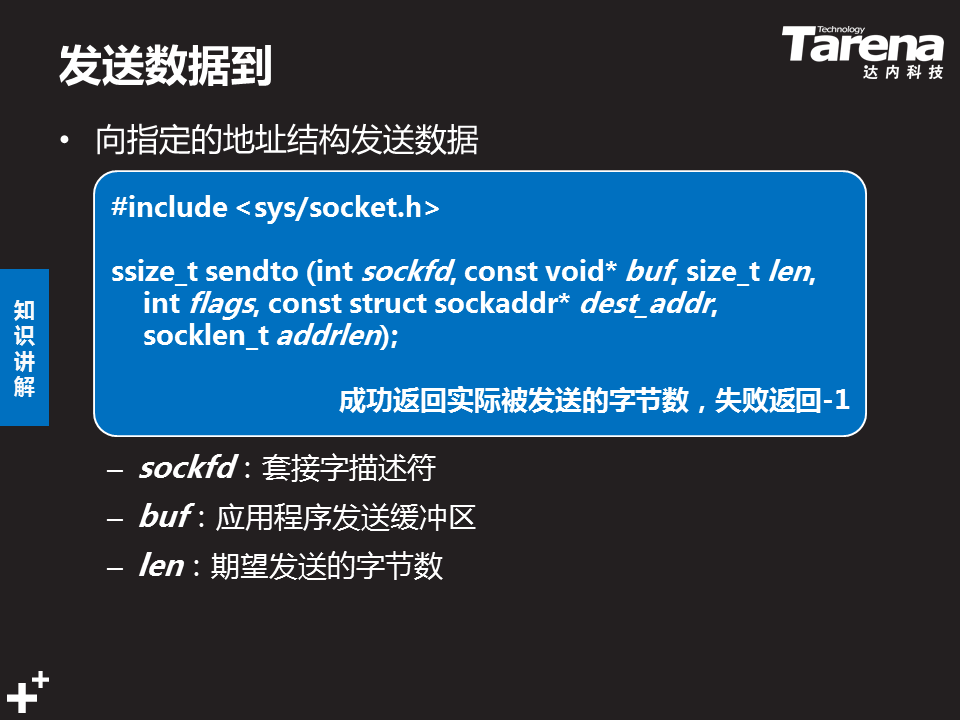 发送数据到
Technology
Tarena
达内科技
• 向指定的地址结构发送数据
#include <sys/socket.h>
ssize_t sendto (int sockfd, const void* buf, size_t len,
int flags, const struct sockaddr* dest_addr,
socklen_t addrlen);
成功返回实际被发送的字节数，失败返回-1
知
识
讲
解
– sockfd：套接字描述符
– buf：应用程序发送缓冲区
– len：期望发送的字节数